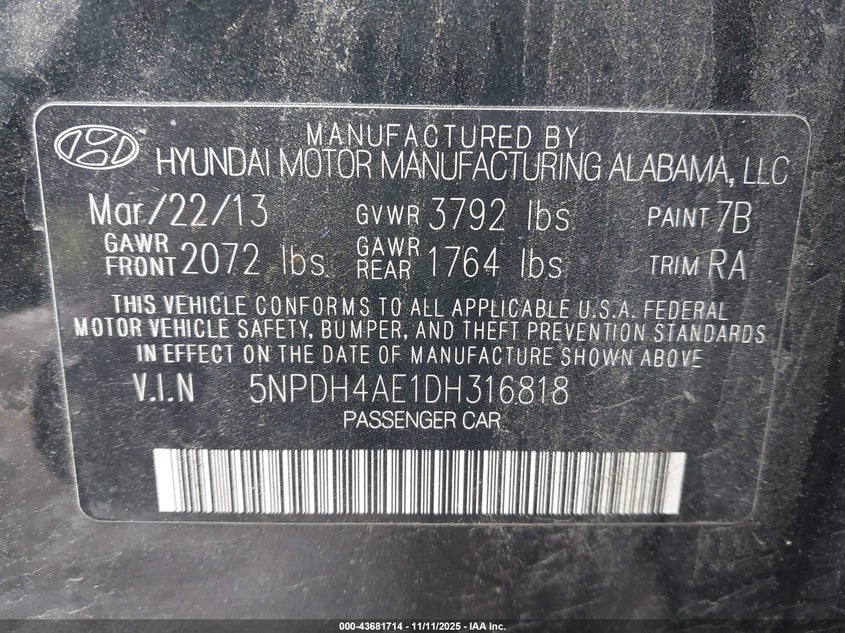 MANUFACTURED BY
HYUNDAI MOTOR MANUFACTURING ALABAMA, LLC
Mar/22/13 GVWR 3792 lbs PAINT 7B
GAWR FRONT 2072 lbs GAWR REAR 1764 lbs TRIM RA
THIS VEHICLE CONFORMS TO ALL APPLICABLE U.S.A. FEDERAL
MOTOR VEHICLE SAFETY, BUMPER, AND THEFT PREVENTION STANDARDS
IN EFFECT ON THE DATE OF MANUFACTURE SHOWN ABOVE
V.I.N 5NPDH4AE1DH316818
PASSENGER CAR
000-43681714 - 11/11/2025 - IAA Inc.